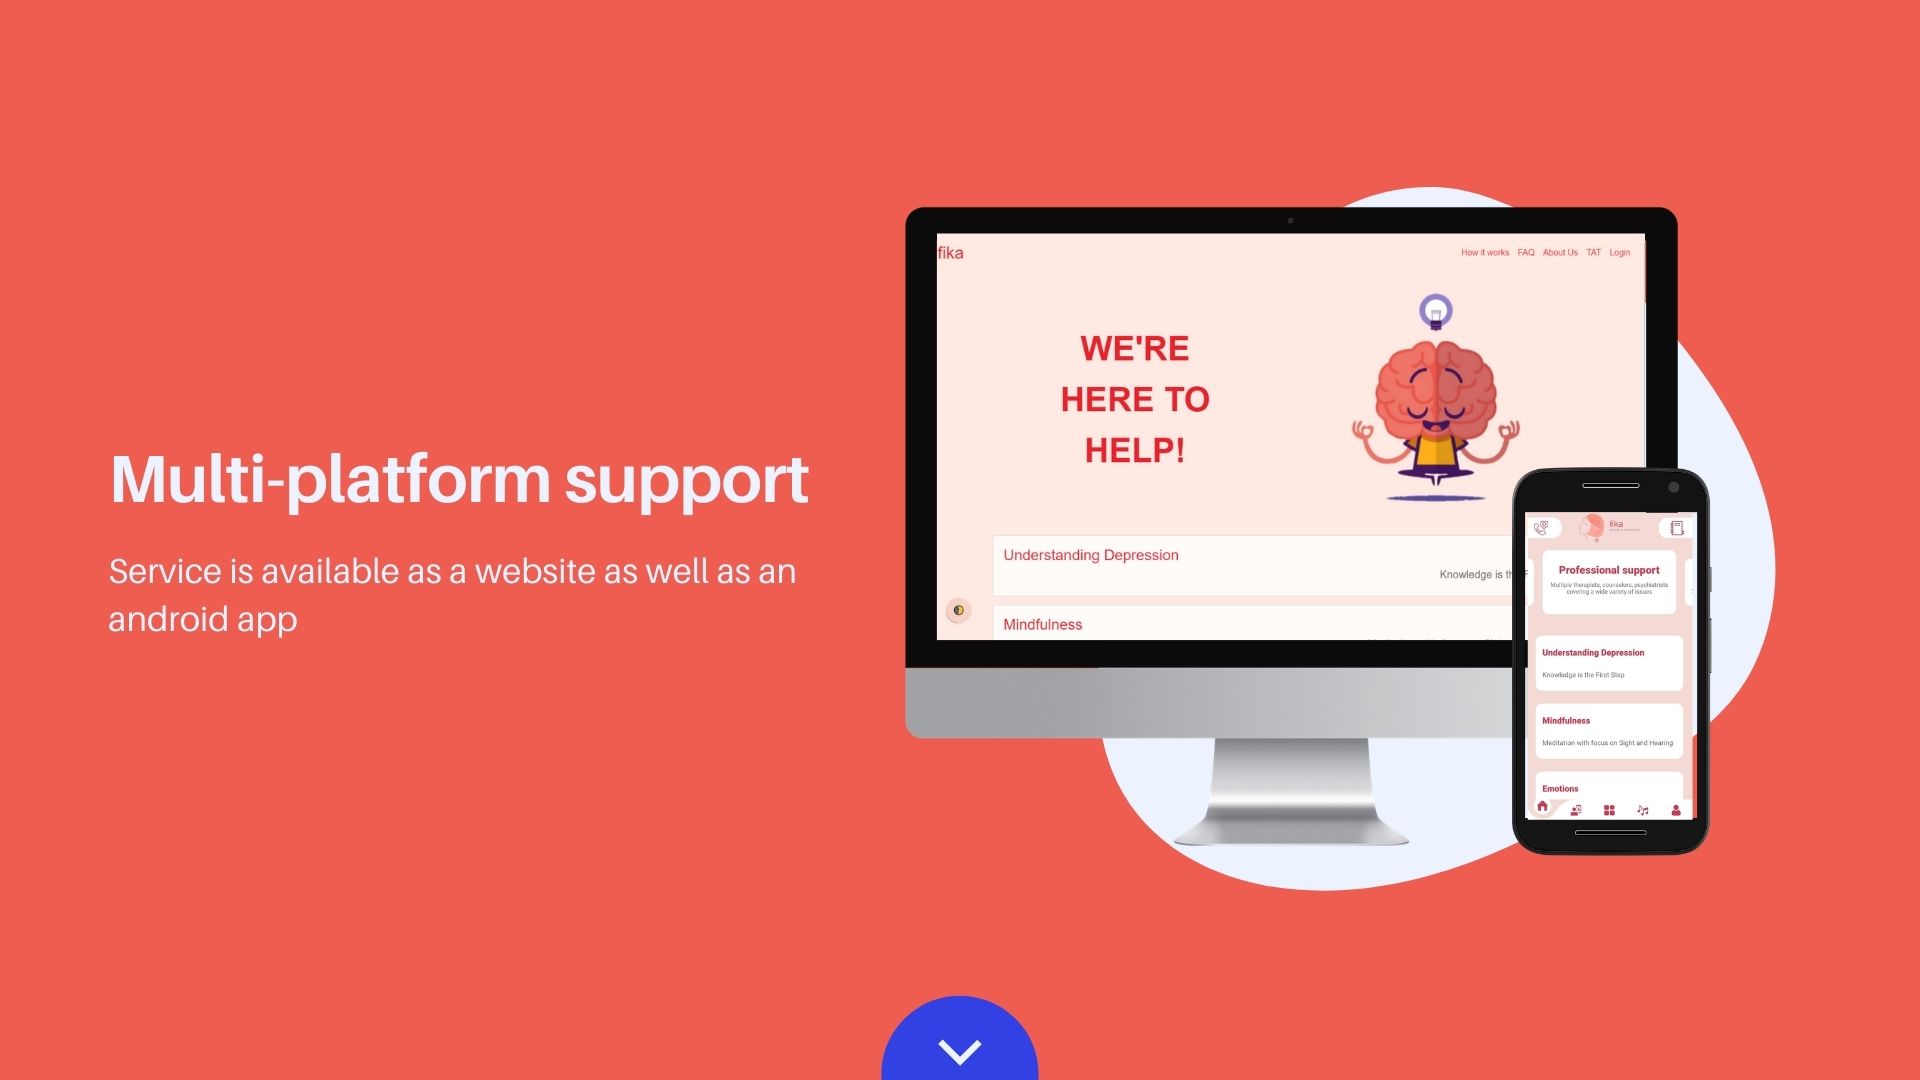 Multi-platform support
Service is available as a website as well as an
android app
fika
How it works FAQ About Us TAT Login
WE'RE
HERE TO
HELP!
Understanding Depression
Knowledge is the F
Mindfulness
fika
Professional support
Multiple therapists, counselors, psychiatrists
covering a wide variety of issues
Understanding Depression
Knowledge is the First Step
Mindfulness
Meditation with focus on Sight and Hearing
Emotions